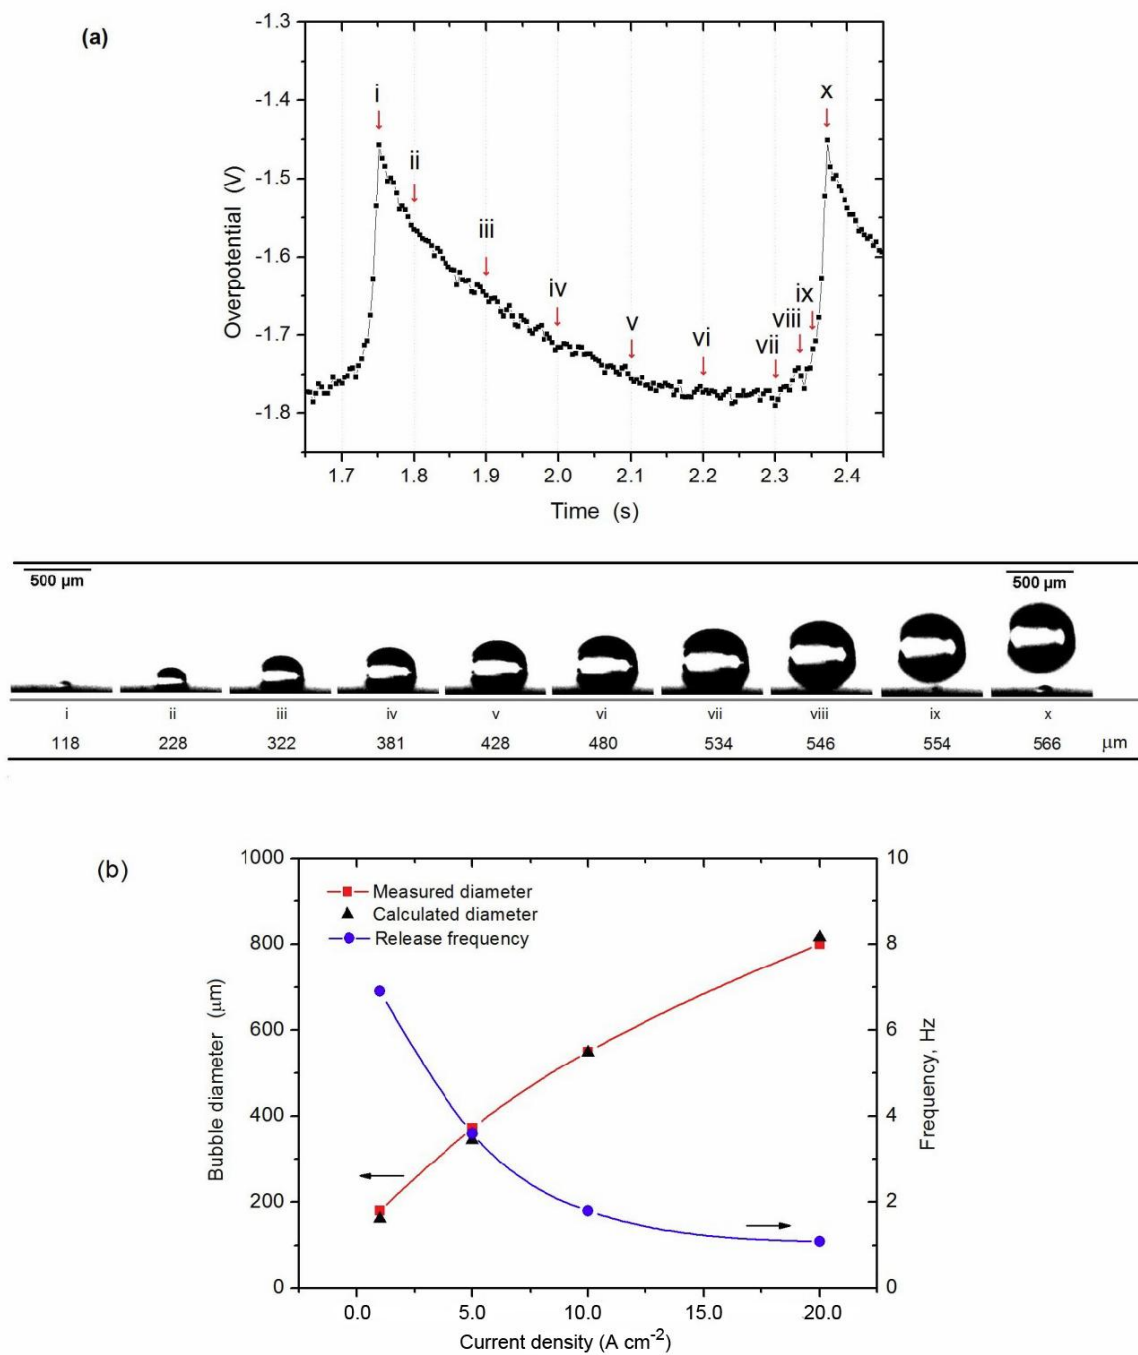 (a)
-1.3
-1.4
-1.5
-1.6
-1.7
-1.8
Overpotential (V)
i
ii
iii
iv
v
vi
vii
viii
ix
x
1.7 1.8 1.9 2.0 2.1 2.2 2.3 2.4
Time (s)
500 μm 500 μm
i ii iii iv v vi vii viii ix x
118 228 322 381 428 480 534 546 554 566 μm
(b)
1000
800
600
400
200
0
Bubble diameter (μm)
Measured diameter
Calculated diameter
Release frequency
10
8
6
4
2
0
Frequency, Hz
0.0 5.0 10.0 15.0 20.0
Current density (A cm⁻²)